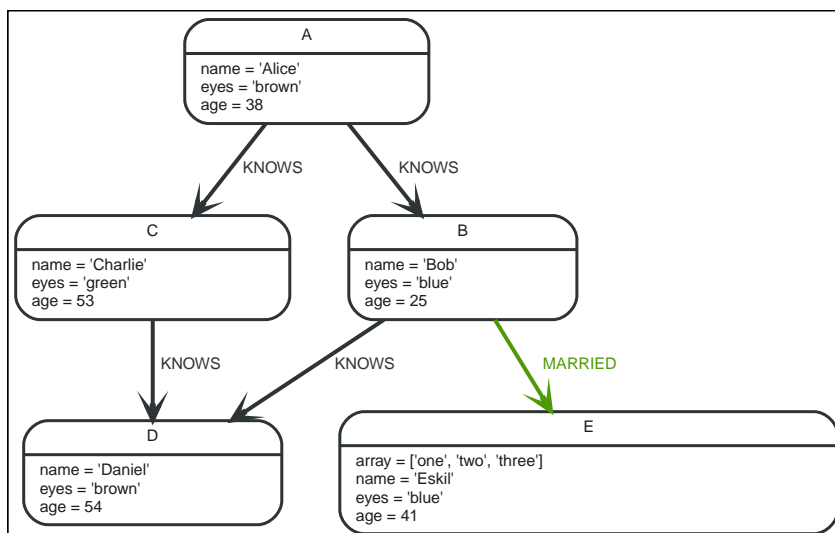 A
name = 'Alice'
eyes = 'brown'
age = 38
KNOWS
KNOWS
C
name = 'Charlie'
eyes = 'green'
age = 53
B
name = 'Bob'
eyes = 'blue'
age = 25
KNOWS
KNOWS
MARRIED
D
name = 'Daniel'
eyes = 'brown'
age = 54
E
array = ['one', 'two', 'three']
name = 'Eskil'
eyes = 'blue'
age = 41